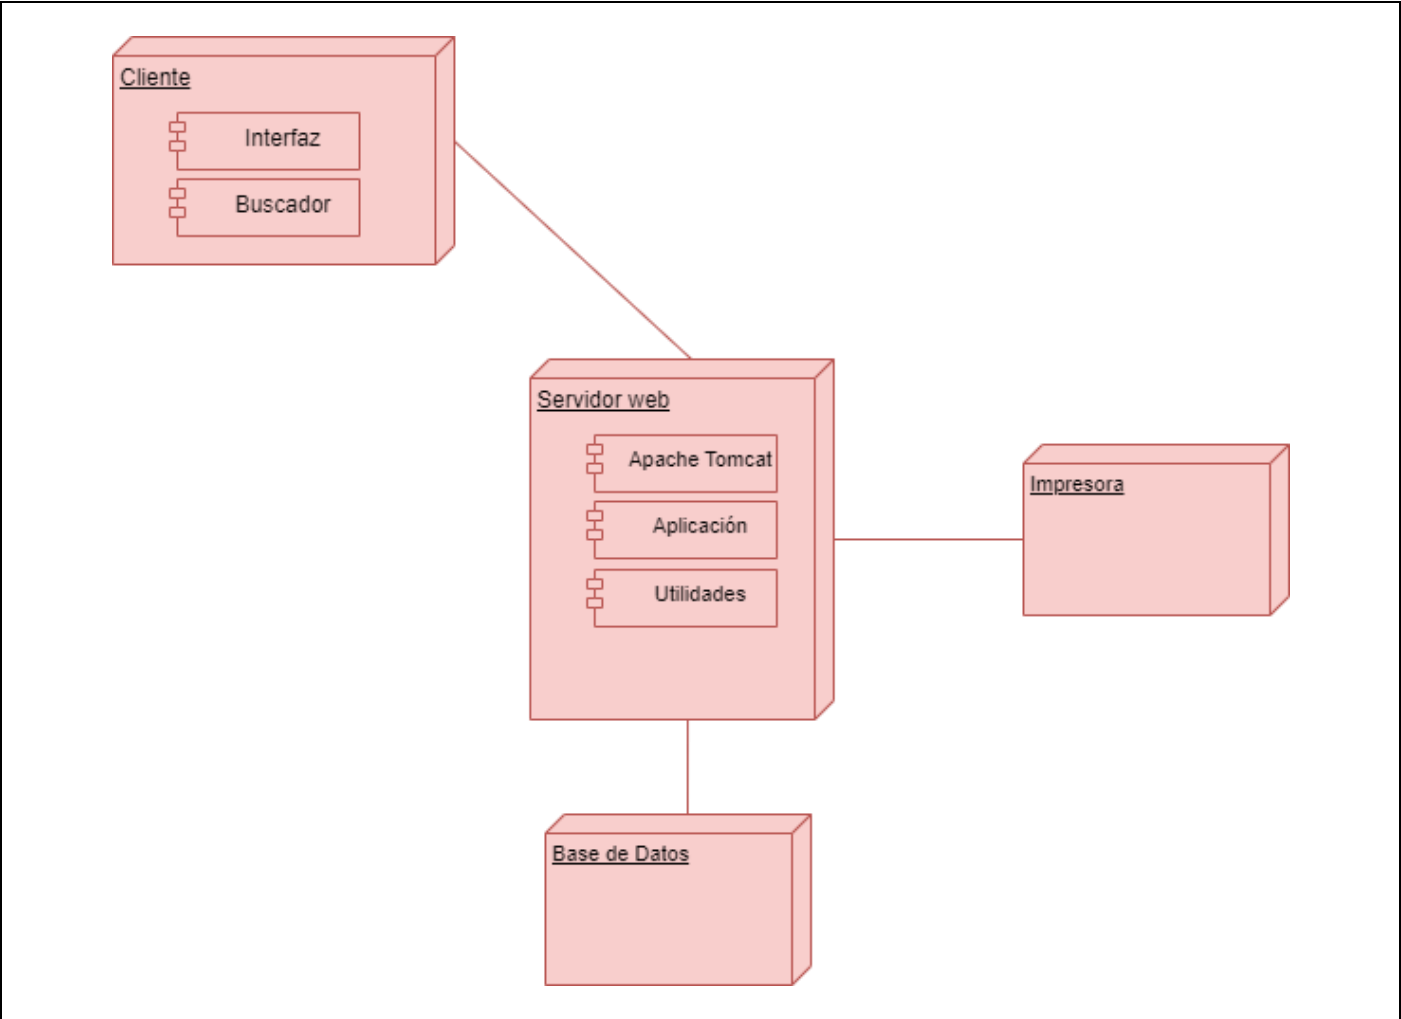 Cliente
Interfaz
Buscador
Servidor web
Apache Tomcat
Aplicación
Utilidades
Impresora
Base de Datos